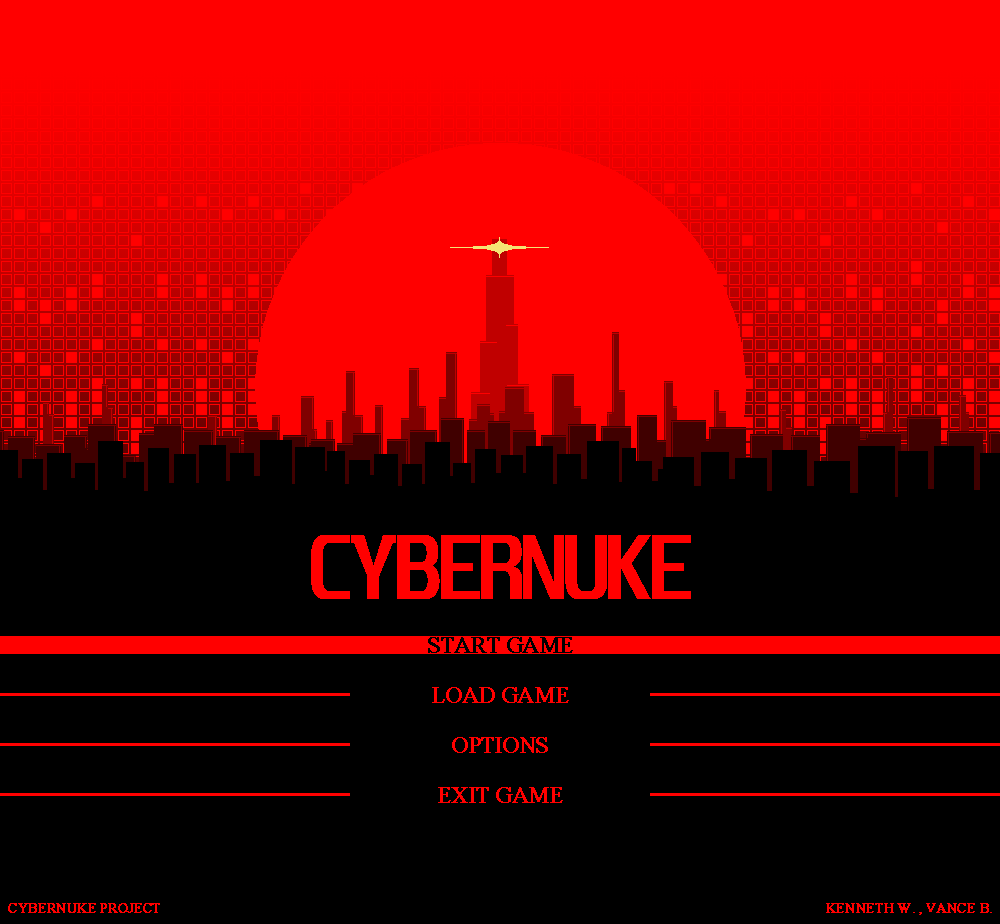 CYBERNUKE
START GAME
LOAD GAME
OPTIONS
EXIT GAME
CYBERNUKE PROJECT
KENNETH W. , VANCE B.